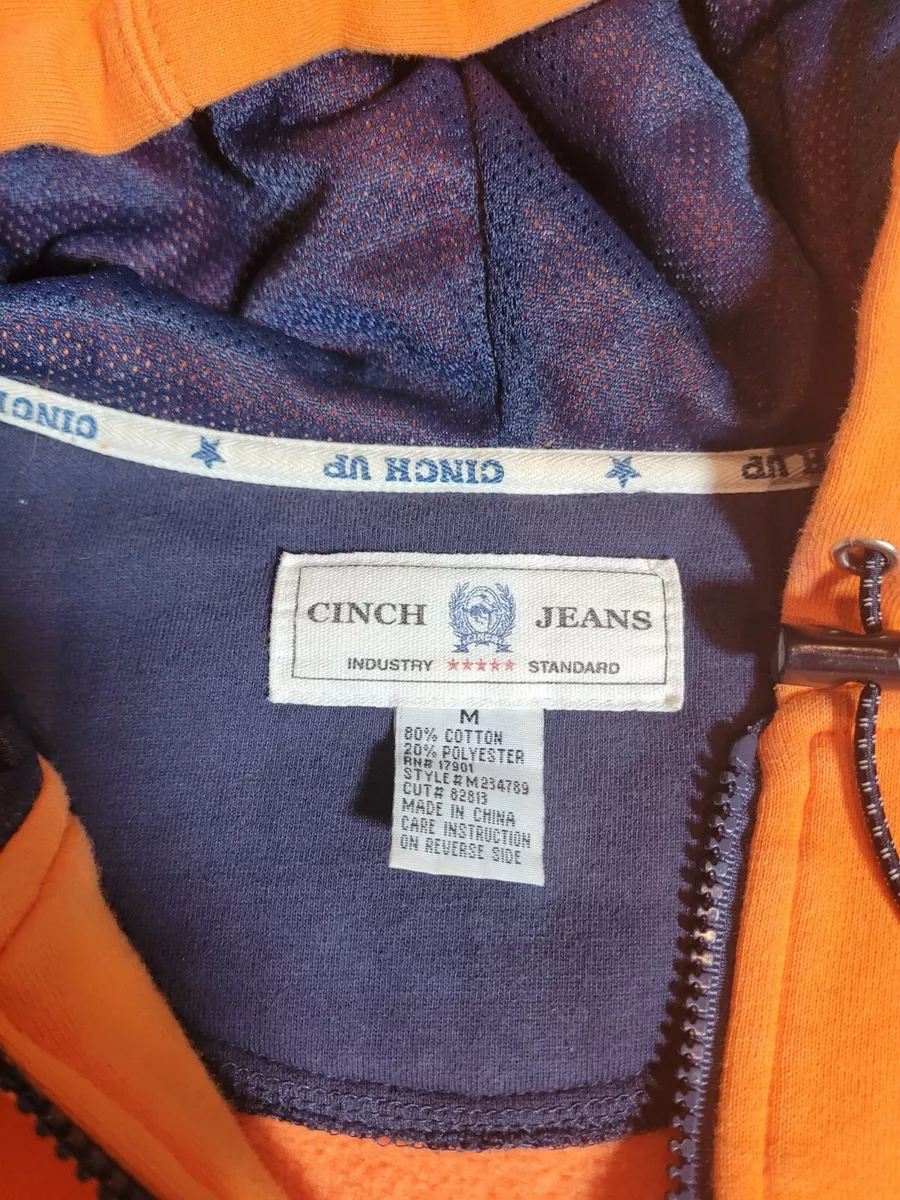 CINCH
CINCH UP
UP
CINCH JEANS
CINCH
INDUSTRY ★★★★★ STANDARD
M
80% COTTON
20% POLYESTER
RN# 17901
STYLE# M234789
CUT# 82813
MADE IN CHINA
CARE INSTRUCTION
ON REVERSE SIDE